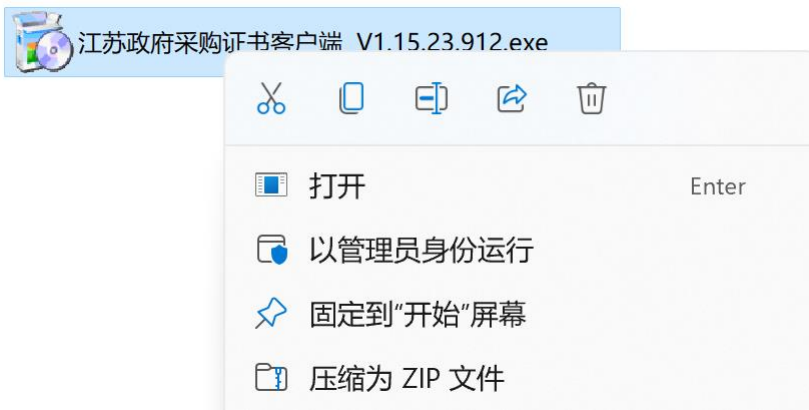 江苏政府采购证书客户端_V1.15.23.912.exe
打开 Enter
以管理员身份运行
固定到"开始"屏幕
压缩为 ZIP 文件